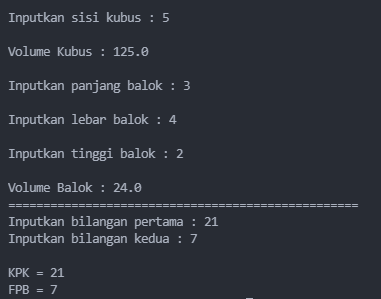 Inputkan sisi kubus : 5
Volume Kubus : 125.0
Inputkan panjang balok : 3
Inputkan lebar balok : 4
Inputkan tinggi balok : 2
Volume Balok : 24.0
==================================================
Inputkan bilangan pertama : 21
Inputkan bilangan kedua : 7
KPK = 21
FPB = 7